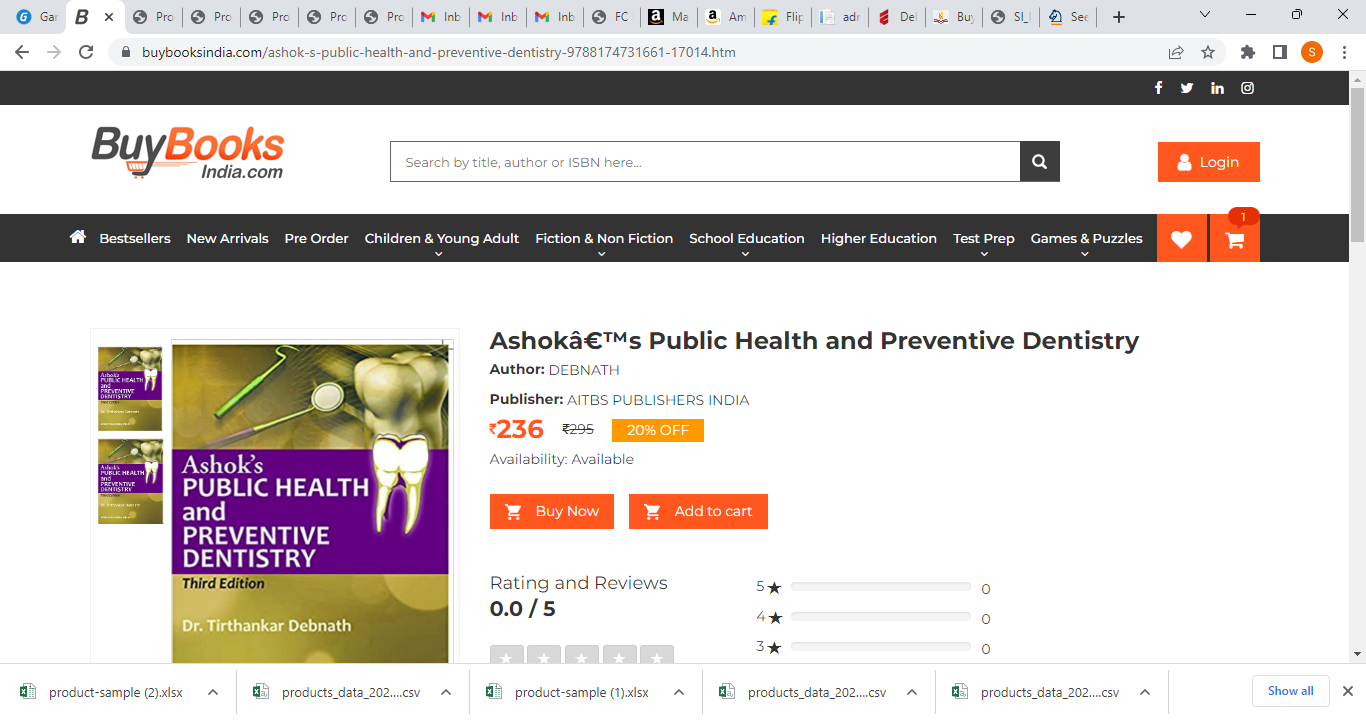 Gar
Pro
Pro
Pro
Pro
Pro
Inb
Inb
Inb
FC
Ma
Am
Flip
adr
Del
Buy
SI_I
See
buybooksindia.com/ashok-s-public-health-and-preventive-dentistry-9788174731661-17014.htm
S
BuyBooks
India.com
Search by title, author or ISBN here...
Login
Bestsellers New Arrivals Pre Order Children & Young Adult Fiction & Non Fiction School Education Higher Education Test Prep Games & Puzzles
1
Ashok's
PUBLIC HEALTH
and
PREVENTIVE
DENTISTRY
Third Edition
Dr. Tirthankar Debnath
Ashokâ€™s Public Health and Preventive Dentistry
Author: DEBNATH
Publisher: AITBS PUBLISHERS INDIA
₹236 ₹295 20% OFF
Availability: Available
Buy Now Add to cart
Rating and Reviews
0.0 / 5
5★ 0
4★ 0
3★ 0
product-sample (2).xlsx
products_data_202....csv
product-sample (1).xlsx
products_data_202....csv
products_data_202....csv
Show all